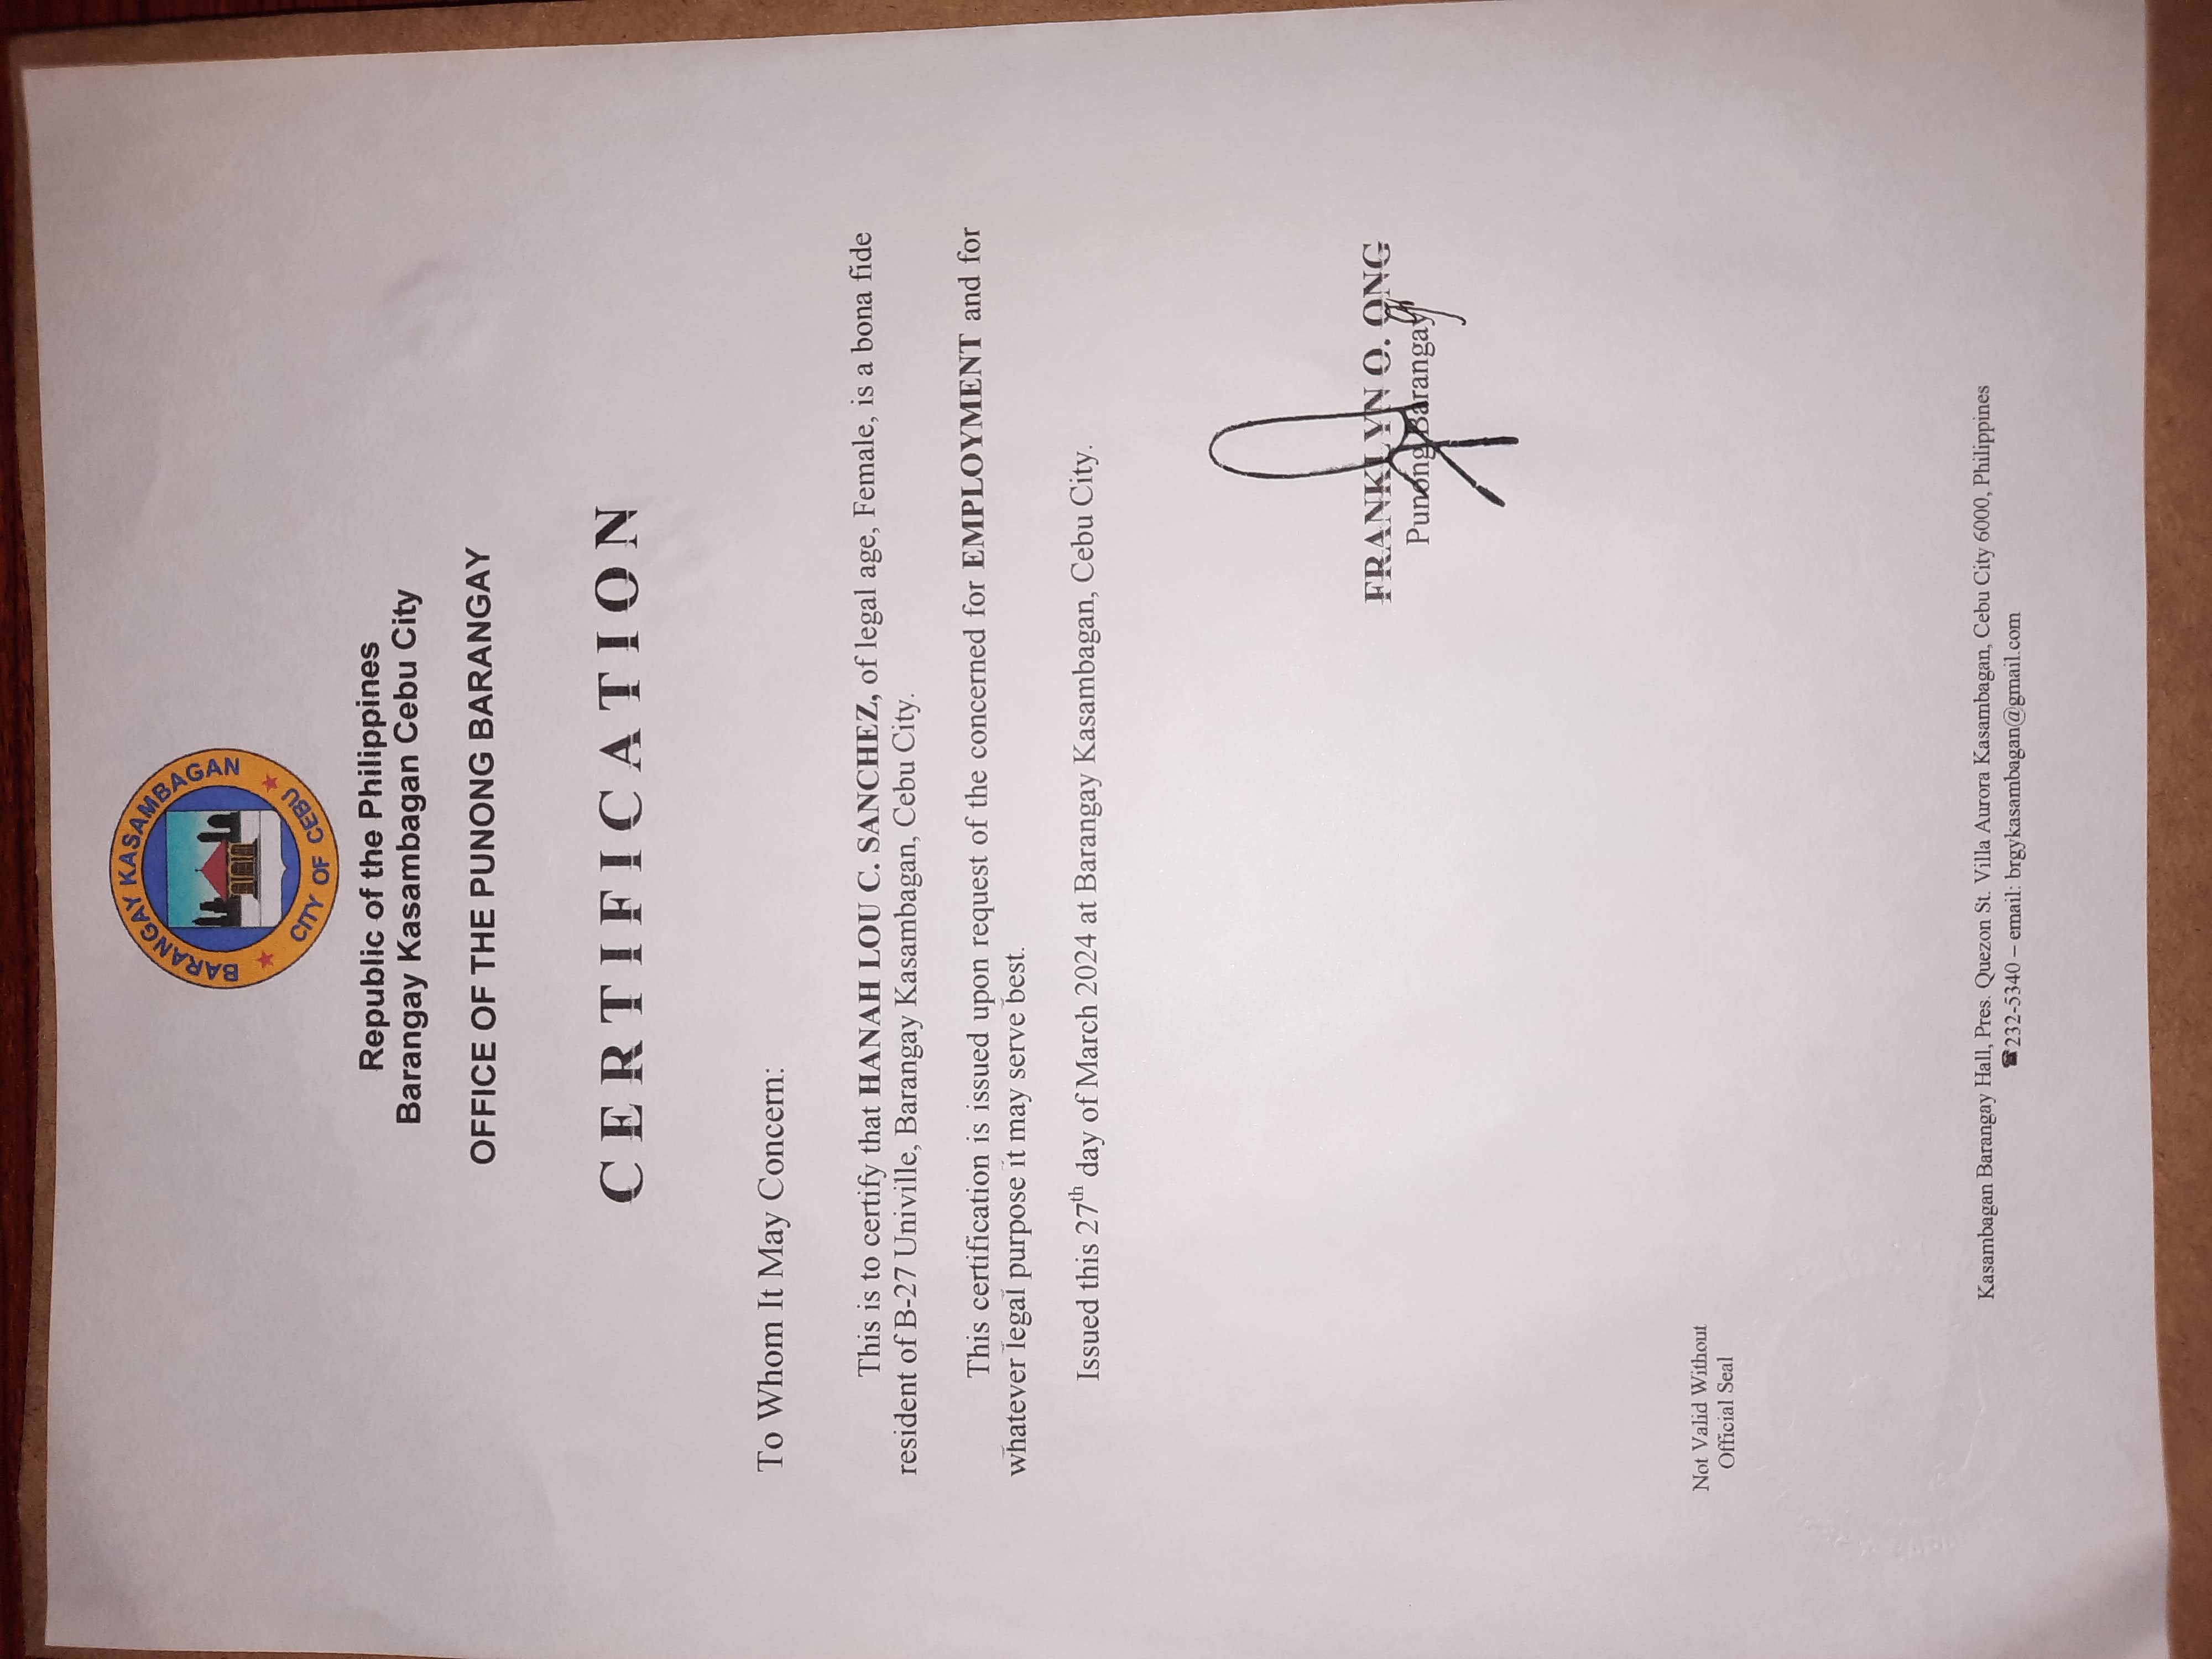 BARANGAY KASAMBAGAN
CITY OF CEBU
Republic of the Philippines
Barangay Kasambagan Cebu City
OFFICE OF THE PUNONG BARANGAY
CERTIFICATION
To Whom It May Concern:
This is to certify that HANAH LOU C. SANCHEZ, of legal age, Female, is a bona fide
resident of B-27 Univille, Barangay Kasambagan, Cebu City.
This certification is issued upon request of the concerned for EMPLOYMENT and for
whatever legal purpose it may serve best.
Issued this 27th day of March 2024 at Barangay Kasambagan, Cebu City.
FRANKLYN O. ONG
Punong Barangay
Not Valid Without
Official Seal
Kasambagan Barangay Hall, Pres. Quezon St. Villa Aurora Kasambagan, Cebu City 6000, Philippines
☎232-5340 – email: brgykasambagan@gmail.com